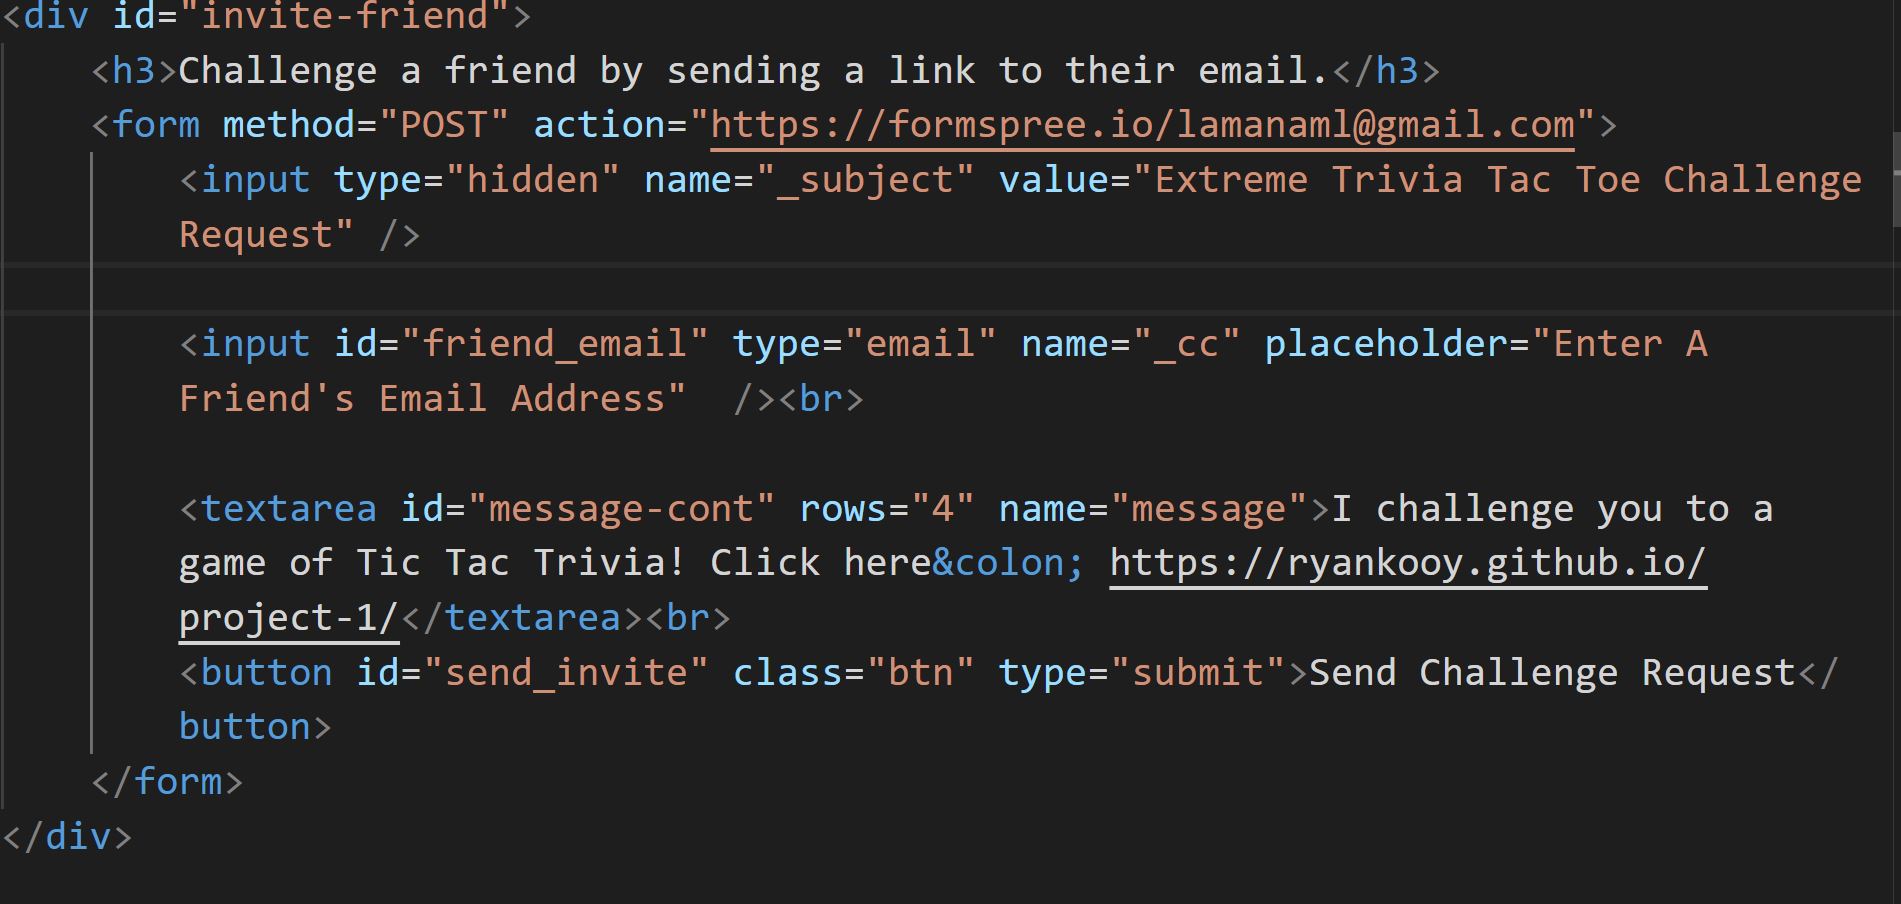 <div id="invite-friend">
<h3>Challenge a friend by sending a link to their email.</h3>
<form method="POST" action="https://formspree.io/lamanaml@gmail.com">
<input type="hidden" name="_subject" value="Extreme Trivia Tac Toe Challenge
Request" />
<input id="friend_email" type="email" name="_cc" placeholder="Enter A
Friend's Email Address"  /><br>
<textarea id="message-cont" rows="4" name="message">I challenge you to a
game of Tic Tac Trivia! Click here&colon; https://ryankooy.github.io/
project-1/</textarea><br>
<button id="send_invite" class="btn" type="submit">Send Challenge Request</
button>
</form>
</div>